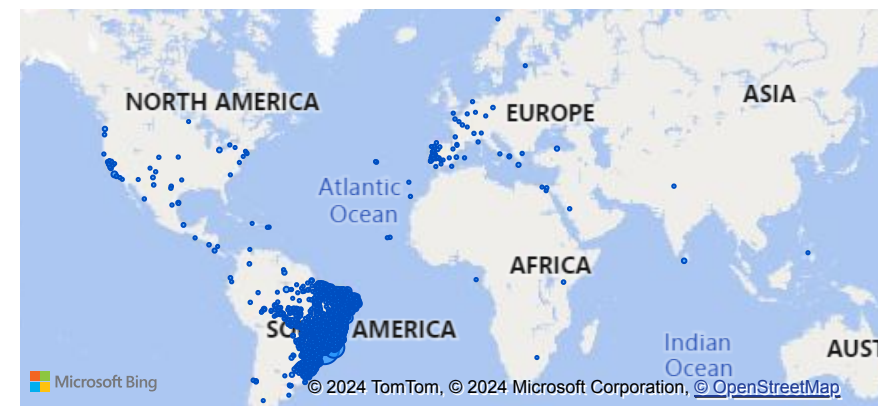 NORTH AMERICA
EUROPE
ASIA
Atlantic
Ocean
AFRICA
SO AMERICA
Indian
Ocean
AUST
Microsoft Bing
© 2024 TomTom, © 2024 Microsoft Corporation, © OpenStreetMap